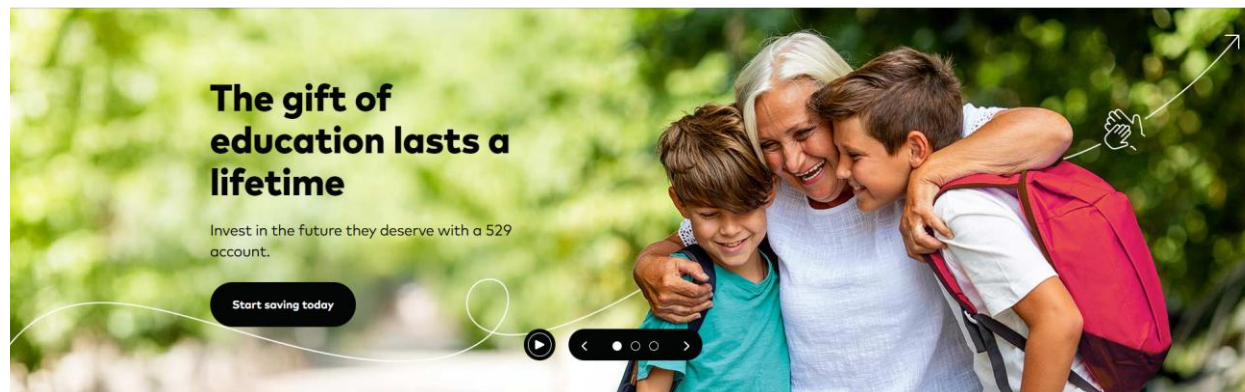 The gift of
education lasts a
lifetime
Invest in the future they deserve with a 529
account.
Start saving today